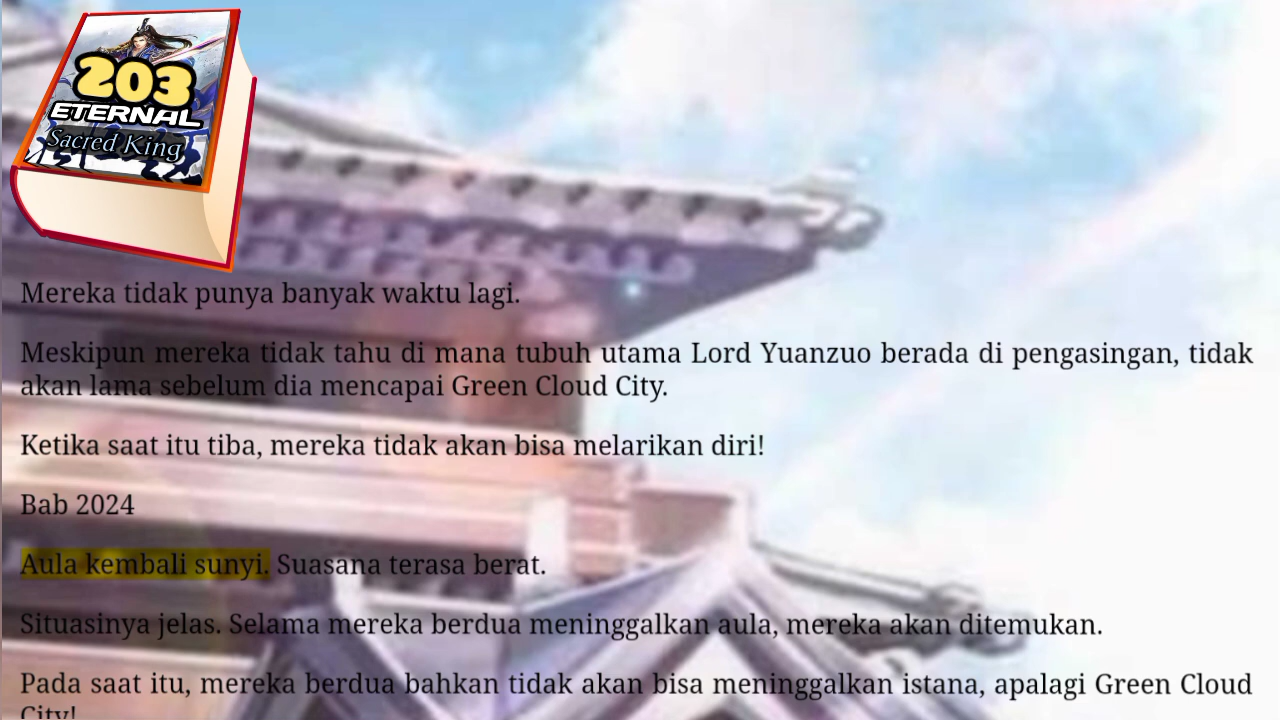 203
ETERNAL
Sacred King
Mereka tidak punya banyak waktu lagi.
Meskipun mereka tidak tahu di mana tubuh utama Lord Yuanzuo berada di pengasingan, tidak
akan lama sebelum dia mencapai Green Cloud City.
Ketika saat itu tiba, mereka tidak akan bisa melarikan diri!
Bab 2024
Aula kembali sunyi. Suasana terasa berat.
Situasinya jelas. Selama mereka berdua meninggalkan aula, mereka akan ditemukan.
Pada saat itu, mereka berdua bahkan tidak akan bisa meninggalkan istana, apalagi Green Cloud
City!